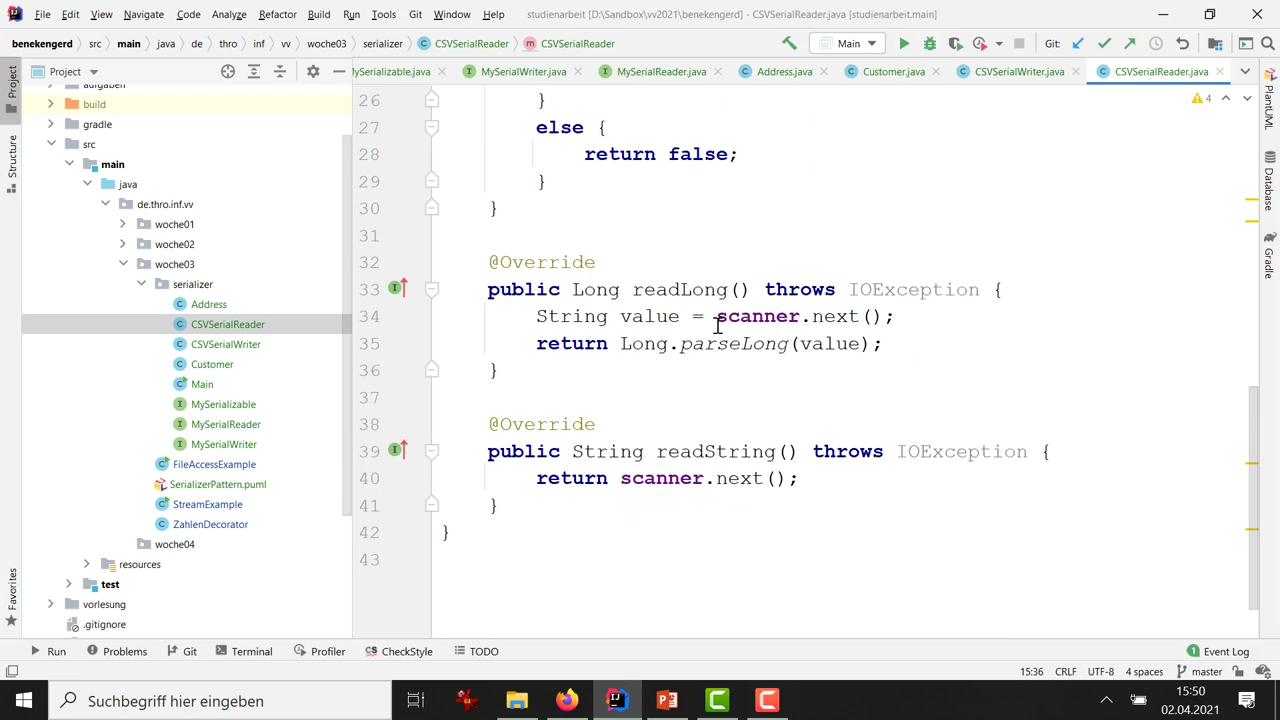 File Edit View Navigate Code Analyze Refactor Build Run Tools Git Window Help studienarbeit [D:\Sandbox\vv2021\benekengerd] - CSVSerialReader.java [studienarbeit.main]
benekengerd src main java de thro inf vv woche03 serializer CSVSerialReader CSVSerialReader Main Git:
Project MySerializable.java MySerialWriter.java MySerialReader.java Address.java Customer.java CSVSerialWriter.java CSVSerialReader.java
Project
Structure
Favorites
aufgaben
build
gradle
src
main
java
de.thro.inf.vv
woche01
woche02
woche03
serializer
Address
CSVSerialReader
CSVSerialWriter
Customer
Main
MySerializable
MySerialReader
MySerialWriter
FileAccessExample
SerializerPattern.puml
StreamExample
ZahlenDecorator
woche04
resources
test
vorlesung
.gitignore
4
26 }
27 else {
28 return false;
29 }
30 }
31
32 @Override
33 public Long readLong() throws IOException {
34 String value = scanner.next();
35 return Long.parseLong(value);
36 }
37
38 @Override
39 public String readString() throws IOException {
40 return scanner.next();
41 }
42 }
43
PlantUML
Database
Gradle
Run Problems Git Terminal Profiler CheckStyle TODO 1 Event Log
15:36 CRLF UTF-8 4 spaces master
Suchbegriff hier eingeben
15:50
02.04.2021